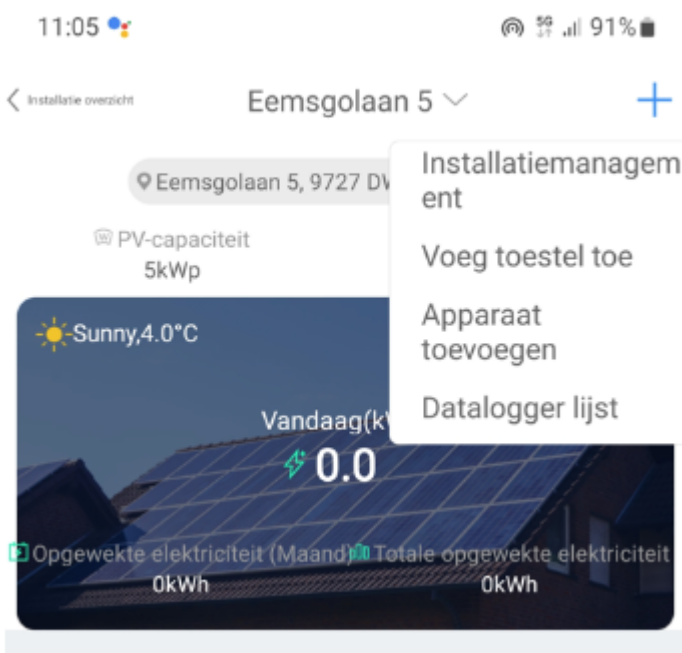 11:05
5G
91%
Installatie overzicht
Eemsgolaan 5
Eemsgolaan 5, 9727
PV-capaciteit
5kWp
Installatiemanagem
ent
Voeg toestel toe
Apparaat
toevoegen
Datalogger lijst
Sunny,4.0°C
Vandaag(k
0.0
Opgewekte elektriciteit (Maand)
Totale opgewekte elektriciteit
0kWh
0kWh